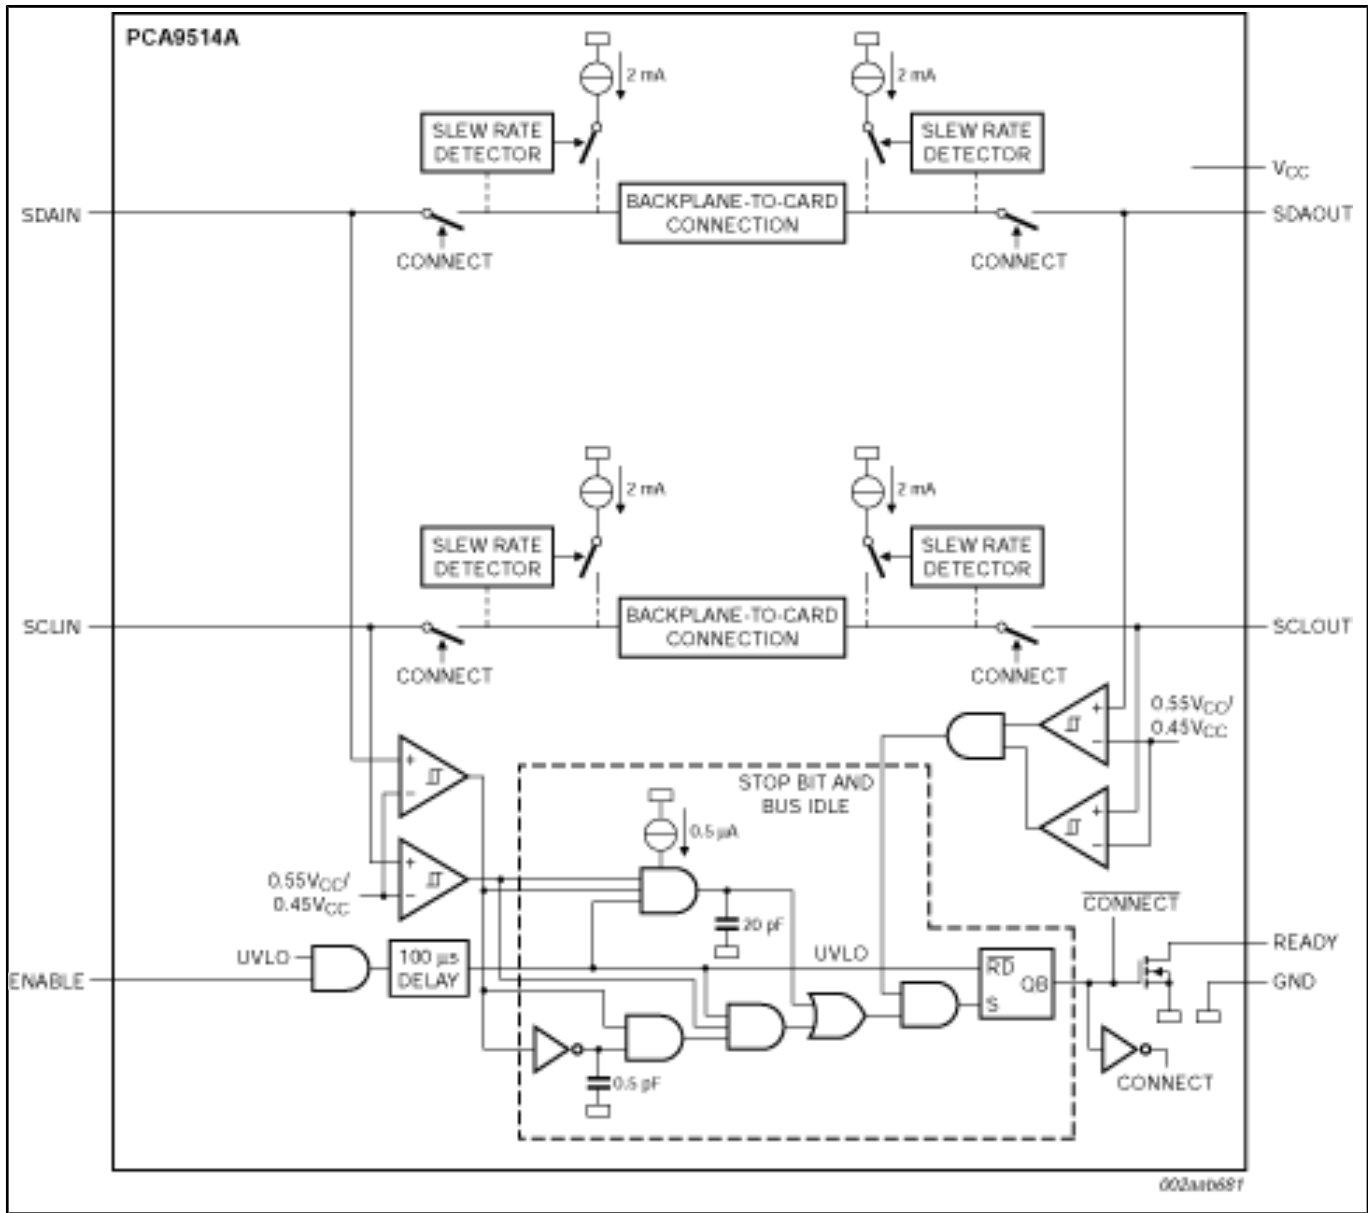 PCA9514A
2 mA
2 mA
SLEW RATE
DETECTOR
SLEW RATE
DETECTOR
VCC
SDAIN
BACKPLANE-TO-CARD
CONNECTION
SDAOUT
CONNECT
CONNECT
2 mA
2 mA
SLEW RATE
DETECTOR
SLEW RATE
DETECTOR
SCLIN
BACKPLANE-TO-CARD
CONNECTION
SCLOUT
CONNECT
CONNECT
+
-
0.55VCC/
0.45VCC
+
-
STOP BIT AND
BUS IDLE
+
-
0.5 μA
+
-
0.55VCC/
0.45VCC
20 pF
CONNECT
UVLO
100 μs
DELAY
UVLO
READY
ENABLE
RD
QB
S
GND
0.5 pF
CONNECT
002aab681